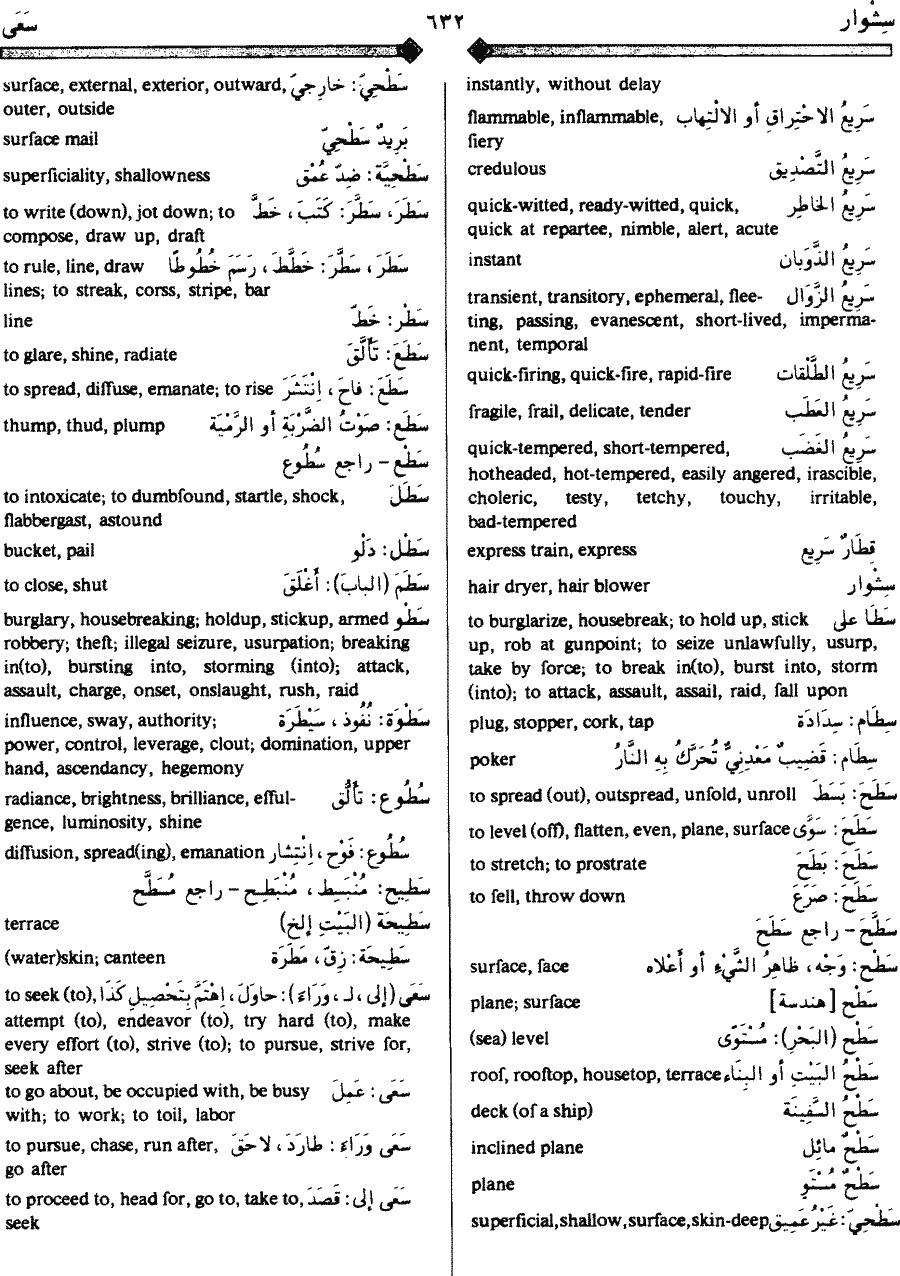 سِشْوار
٦٣٢
سَعَى
instantly, without delay
سَرِيعُ الاحْتِراقِ أو الالْتِهاب flammable, inflammable,
fiery
سَرِيعُ التَّصْدِيق credulous
سَرِيعُ الخاطِر quick-witted, ready-witted, quick,
quick at repartee, nimble, alert, acute
سَرِيعُ الذَّوَبان instant
سَرِيعُ الزَّوَال transient, transitory, ephemeral, flee-
ting, passing, evanescent, short-lived, imperma-
nent, temporal
سَرِيعُ الطَّلَقات quick-firing, quick-fire, rapid-fire
سَرِيعُ العَطَب fragile, frail, delicate, tender
سَرِيعُ الغَضَب quick-tempered, short-tempered,
hotheaded, hot-tempered, easily angered, irascible,
choleric, testy, tetchy, touchy, irritable,
bad-tempered
قِطَارٌ سَرِيع express train, express
سِشْوار hair dryer, hair blower
سَطَا على to burglarize, housebreak; to hold up, stick
up, rob at gunpoint; to seize unlawfully, usurp,
take by force; to break in(to), burst into, storm
(into); to attack, assault, assail, raid, fall upon
سِطَام: سِدَادَة plug, stopper, cork, tap
سِطَام: قَضِيبٌ مَعْدِنِيٌّ تُحَرَّكُ بِهِ النَّارُ poker
سَطَحَ: بَسَطَ to spread (out), outspread, unfold, unroll
سَطَحَ: سَوَّى to level (off), flatten, even, plane, surface
سَطَحَ: بَطَحَ to stretch; to prostrate
سَطَحَ: صَرَعَ to fell, throw down
سَطَّحَ - راجع سَطَحَ
سَطْح: وَجْه، ظاهِرُ الشَّيْءِ أو أعْلاه surface, face
سَطْح [هندسة] plane; surface
سَطْح (البَحْرِ): مُسْتَوًى (sea) level
سَطْحُ البَيْتِ أو البِنَاء roof, rooftop, housetop, terrace
سَطْحُ السَّفِينَة deck (of a ship)
سَطْحٌ مائِل inclined plane
سَطْحٌ مُسْتَوٍ plane
سَطْحِيّ: غَيْرُ عَمِيق superficial, shallow, surface, skin-deep
سَطْحِيّ: خارِجيّ surface, external, exterior, outward,
outer, outside
بَرِيدٌ سَطْحِيّ surface mail
سَطْحِيَّة: ضِدّ عُمْق superficiality, shallowness
سَطَرَ، سَطَّرَ: كَتَبَ، خَطَّ to write (down), jot down; to
compose, draw up, draft
سَطَرَ، سَطَّرَ: خَطَّطَ، رَسَمَ خُطُوطًا to rule, line, draw
lines; to streak, corss, stripe, bar
سَطْر: خَطّ line
سَطَعَ: تَأَلَّقَ to glare, shine, radiate
سَطَعَ: فاحَ، اِنْتَشَرَ to spread, diffuse, emanate; to rise
سَطْع: صَوْتُ الضَّرْبَةِ أو الرَّمْيَة thump, thud, plump
سَطْع - راجع سُطُوع
سَطَلَ to intoxicate; to dumbfound, startle, shock,
flabbergast, astound
سَطْل: دَلْو bucket, pail
سَطَمَ (البابَ): أَغْلَقَ to close, shut
سَطْو burglary, housebreaking; holdup, stickup, armed
robbery; theft; illegal seizure, usurpation; breaking
in(to), bursting into, storming (into); attack,
assault, charge, onset, onslaught, rush, raid
سَطْوَة: نُفُوذ، سَيْطَرَة influence, sway, authority;
power, control, leverage, clout; domination, upper
hand, ascendancy, hegemony
سُطُوع: تَأَلُّق radiance, brightness, brilliance, efful-
gence, luminosity, shine
سُطُوع: فَوْح، اِنْتِشار diffusion, spread(ing), emanation
سَطِيح: مُنْبَسِط، مُنْبَطِح - راجع مُسَطَّح
سَطِيحَة (البَيْتِ إلخ) terrace
سَطِيحَة: زِقّ، مَطَرَة (water)skin; canteen
سَعَى (إلى، لـ، وَرَاءَ): حاوَلَ، اِهْتَمَّ بِتَحْصِيلِ كَذَا to seek (to),
attempt (to), endeavor (to), try hard (to), make
every effort (to), strive (to); to pursue, strive for,
seek after
سَعَى: عَمِلَ to go about, be occupied with, be busy
with; to work; to toil, labor
سَعَى وَرَاءَ: طارَدَ، لاحَقَ to pursue, chase, run after,
go after
سَعَى إلى: قَصَدَ to proceed to, head for, go to, take to,
seek